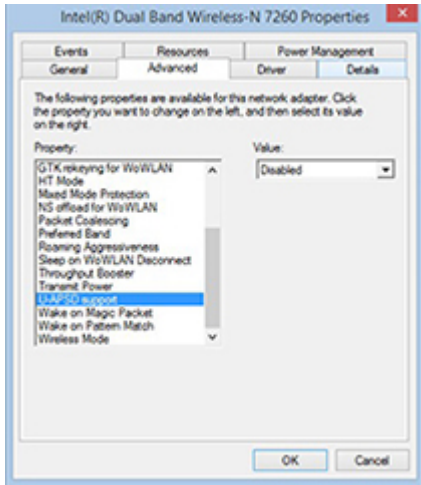 Intel(R) Dual Band Wireless-N 7260 Properties
Events Resources Power Management
General Advanced Driver Details
The following properties are available for this network adapter. Click
the property you want to change on the left, and then select its value
on the right.
Property: Value:
GTK rekeying for WoWLAN Disabled
HT Mode
Mixed Mode Protection
NS offload for WoWLAN
Packet Coalescing
Preferred Band
Roaming Aggressiveness
Sleep on WoWLAN Disconnect
Throughput Booster
Transmit Power
U-APSD support
Wake on Magic Packet
Wake on Pattern Match
Wireless Mode
OK Cancel